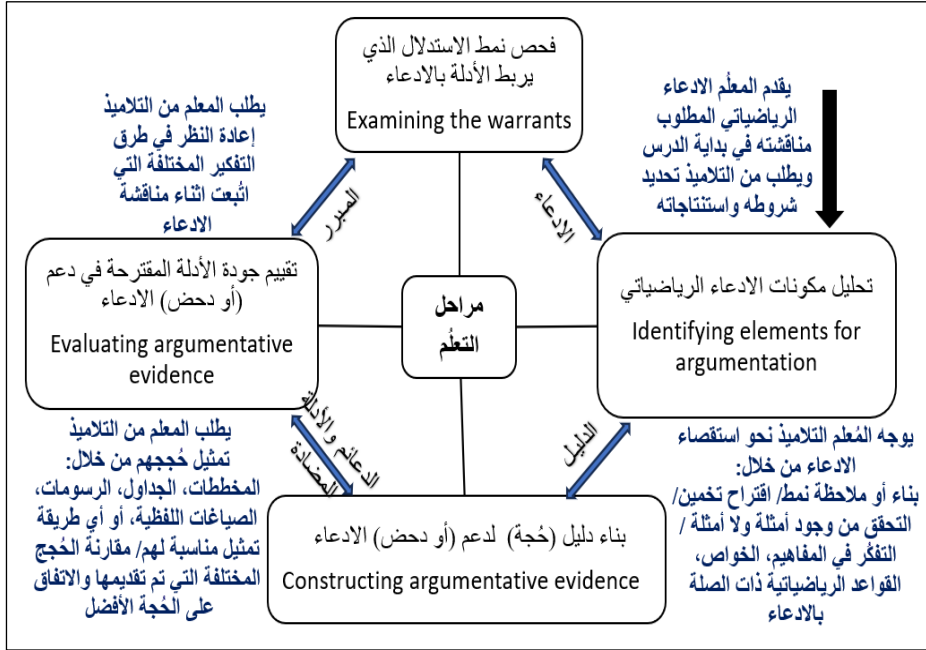 فحص نمط الاستدلال الذي
يربط الأدلة بالادعاء
Examining the warrants
يقدم المعلُم الادعاء
الرياضياتي المطلوب
مناقشته في بداية الدرس
ويطلب من التلاميذ تحديد
شروطه واستنتاجاته
يطلب المعلم من التلاميذ
إعادة النظر في طرق
التفكير المختلفة التي
اتُبعت اثناء مناقشة
الادعاء
المبرر
الادعاء
تحليل مكونات الادعاء الرياضياتي
Identifying elements for
argumentation
مراحل
التعلُم
تقييم جودة الأدلة المقترحة في دعم
(أو دحض) الادعاء
Evaluating argumentative
evidence
الدليل
الدعائم والأدلة
المضادة
يوجه المُعلم التلاميذ نحو استقصاء
الادعاء من خلال:
بناء أو ملاحظة نمط/ اقتراح تخمين/
التحقق من وجود أمثلة ولا أمثلة /
التفكُر في المفاهيم، الخواص،
القواعد الرياضياتية ذات الصلة
بالادعاء
بناء دليل (حُجة) لدعم (أو دحض) الادعاء
Constructing argumentative evidence
يطلب المعلم من التلاميذ
تمثيل حُججهم من خلال:
المخططات، الجداول، الرسومات،
الصياغات اللفظية، أو أي طريقة
تمثيل مناسبة لهم/ مقارنة الحُجج
المختلفة التي تم تقديمها والاتفاق
على الحُجة الأفضل